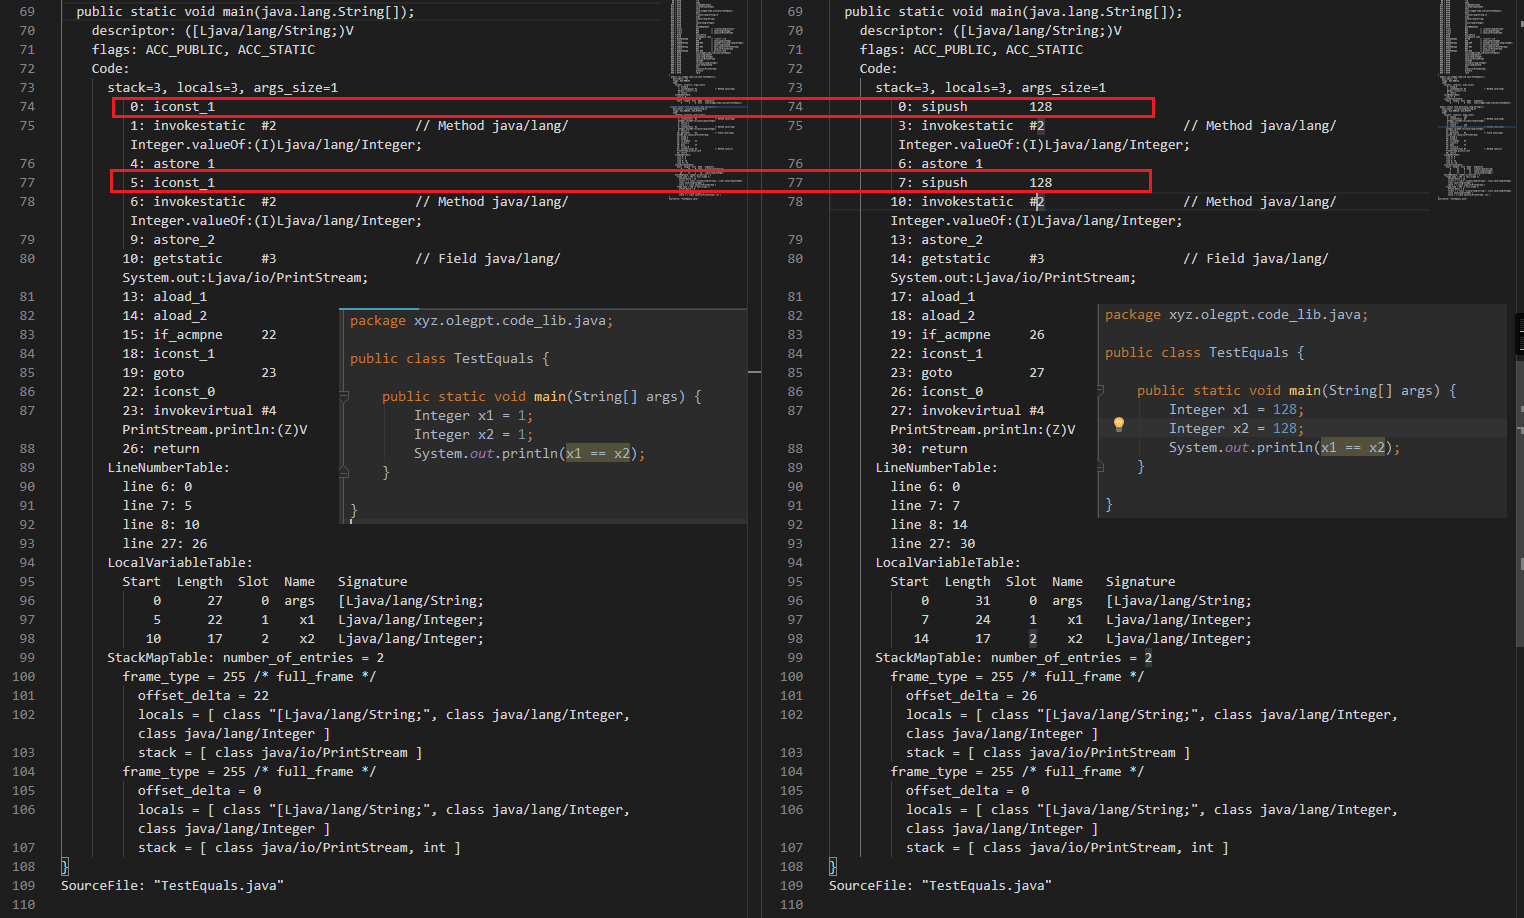 69 public static void main(java.lang.String[]);
70 descriptor: ([Ljava/lang/String;)V
71 flags: ACC_PUBLIC, ACC_STATIC
72 Code:
73 stack=3, locals=3, args_size=1
74 0: iconst_1
75 1: invokestatic #2 // Method java/lang/
Integer.valueOf:(I)Ljava/lang/Integer;
76 4: astore_1
77 5: iconst_1
78 6: invokestatic #2 // Method java/lang/
Integer.valueOf:(I)Ljava/lang/Integer;
79 9: astore_2
80 10: getstatic #3 // Field java/lang/
System.out:Ljava/io/PrintStream;
81 13: aload_1
82 14: aload_2
83 15: if_acmpne 22
84 18: iconst_1
85 19: goto 23
86 22: iconst_0
87 23: invokevirtual #4
PrintStream.println:(Z)V
88 26: return
89 LineNumberTable:
90 line 6: 0
91 line 7: 5
92 line 8: 10
93 line 27: 26
94 LocalVariableTable:
95 Start Length Slot Name Signature
96 0 27 0 args [Ljava/lang/String;
97 5 22 1 x1 Ljava/lang/Integer;
98 10 17 2 x2 Ljava/lang/Integer;
99 StackMapTable: number_of_entries = 2
100 frame_type = 255 /* full_frame */
101 offset_delta = 22
102 locals = [ class "[Ljava/lang/String;", class java/lang/Integer,
class java/lang/Integer ]
103 stack = [ class java/io/PrintStream ]
104 frame_type = 255 /* full_frame */
105 offset_delta = 0
106 locals = [ class "[Ljava/lang/String;", class java/lang/Integer,
class java/lang/Integer ]
107 stack = [ class java/io/PrintStream, int ]
108 }
109 SourceFile: "TestEquals.java"
110
package xyz.olegpt.code_lib.java;
public class TestEquals {
public static void main(String[] args) {
Integer x1 = 1;
Integer x2 = 1;
System.out.println(x1 == x2);
}
}
69 public static void main(java.lang.String[]);
70 descriptor: ([Ljava/lang/String;)V
71 flags: ACC_PUBLIC, ACC_STATIC
72 Code:
73 stack=3, locals=3, args_size=1
74 0: sipush 128
75 3: invokestatic #2 // Method java/lang/
Integer.valueOf:(I)Ljava/lang/Integer;
76 6: astore_1
77 7: sipush 128
78 10: invokestatic #2 // Method java/lang/
Integer.valueOf:(I)Ljava/lang/Integer;
79 13: astore_2
80 14: getstatic #3 // Field java/lang/
System.out:Ljava/io/PrintStream;
81 17: aload_1
82 18: aload_2
83 19: if_acmpne 26
84 22: iconst_1
85 23: goto 27
86 26: iconst_0
87 27: invokevirtual #4
PrintStream.println:(Z)V
88 30: return
89 LineNumberTable:
90 line 6: 0
91 line 7: 7
92 line 8: 14
93 line 27: 30
94 LocalVariableTable:
95 Start Length Slot Name Signature
96 0 31 0 args [Ljava/lang/String;
97 7 24 1 x1 Ljava/lang/Integer;
98 14 17 2 x2 Ljava/lang/Integer;
99 StackMapTable: number_of_entries = 2
100 frame_type = 255 /* full_frame */
101 offset_delta = 26
102 locals = [ class "[Ljava/lang/String;", class java/lang/Integer,
class java/lang/Integer ]
103 stack = [ class java/io/PrintStream ]
104 frame_type = 255 /* full_frame */
105 offset_delta = 0
106 locals = [ class "[Ljava/lang/String;", class java/lang/Integer,
class java/lang/Integer ]
107 stack = [ class java/io/PrintStream, int ]
108 }
109 SourceFile: "TestEquals.java"
110
package xyz.olegpt.code_lib.java;
public class TestEquals {
public static void main(String[] args) {
Integer x1 = 128;
Integer x2 = 128;
System.out.println(x1 == x2);
}
}